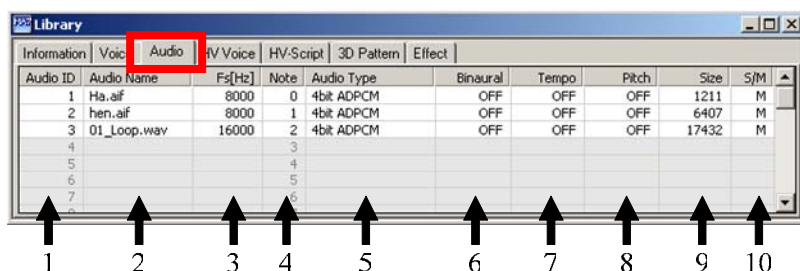 Library
Information Voice Audio HV Voice HV-Script 3D Pattern Effect
Audio ID Audio Name Fs[Hz] Note Audio Type Binaural Tempo Pitch Size S/M
1 Ha.aif 8000 0 4bit ADPCM OFF OFF OFF 1211 M
2 hen.aif 8000 1 4bit ADPCM OFF OFF OFF 6407 M
3 01_Loop.wav 16000 2 4bit ADPCM OFF OFF OFF 17432 M
4 3
5 4
6 5
7 6
1 2 3 4 5 6 7 8 9 10